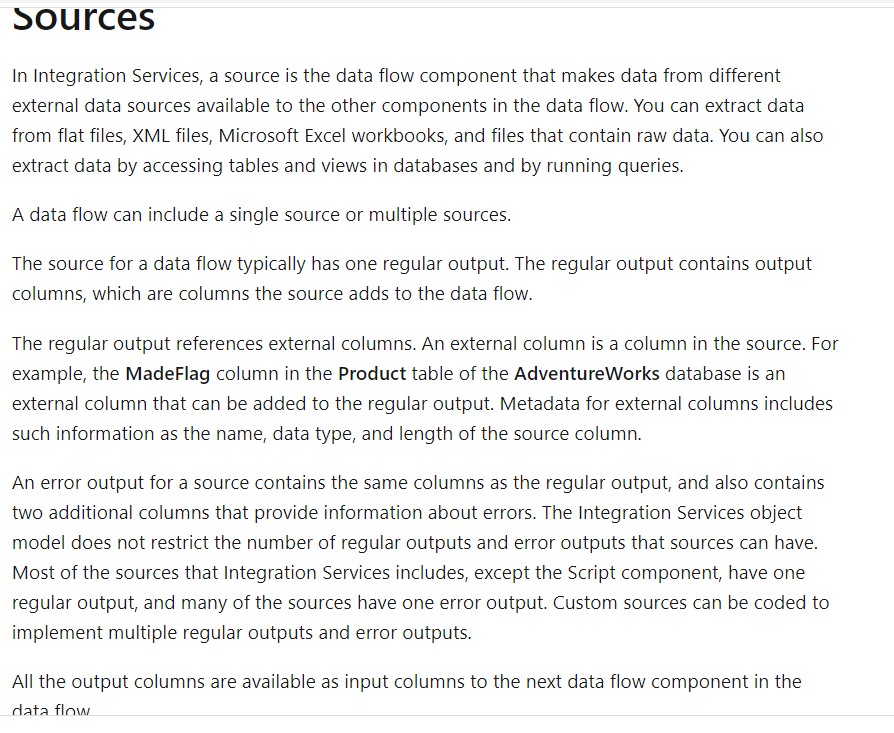 Sources
In Integration Services, a source is the data flow component that makes data from different
external data sources available to the other components in the data flow. You can extract data
from flat files, XML files, Microsoft Excel workbooks, and files that contain raw data. You can also
extract data by accessing tables and views in databases and by running queries.
A data flow can include a single source or multiple sources.
The source for a data flow typically has one regular output. The regular output contains output
columns, which are columns the source adds to the data flow.
The regular output references external columns. An external column is a column in the source. For
example, the MadeFlag column in the Product table of the AdventureWorks database is an
external column that can be added to the regular output. Metadata for external columns includes
such information as the name, data type, and length of the source column.
An error output for a source contains the same columns as the regular output, and also contains
two additional columns that provide information about errors. The Integration Services object
model does not restrict the number of regular outputs and error outputs that sources can have.
Most of the sources that Integration Services includes, except the Script component, have one
regular output, and many of the sources have one error output. Custom sources can be coded to
implement multiple regular outputs and error outputs.
All the output columns are available as input columns to the next data flow component in the
data flow